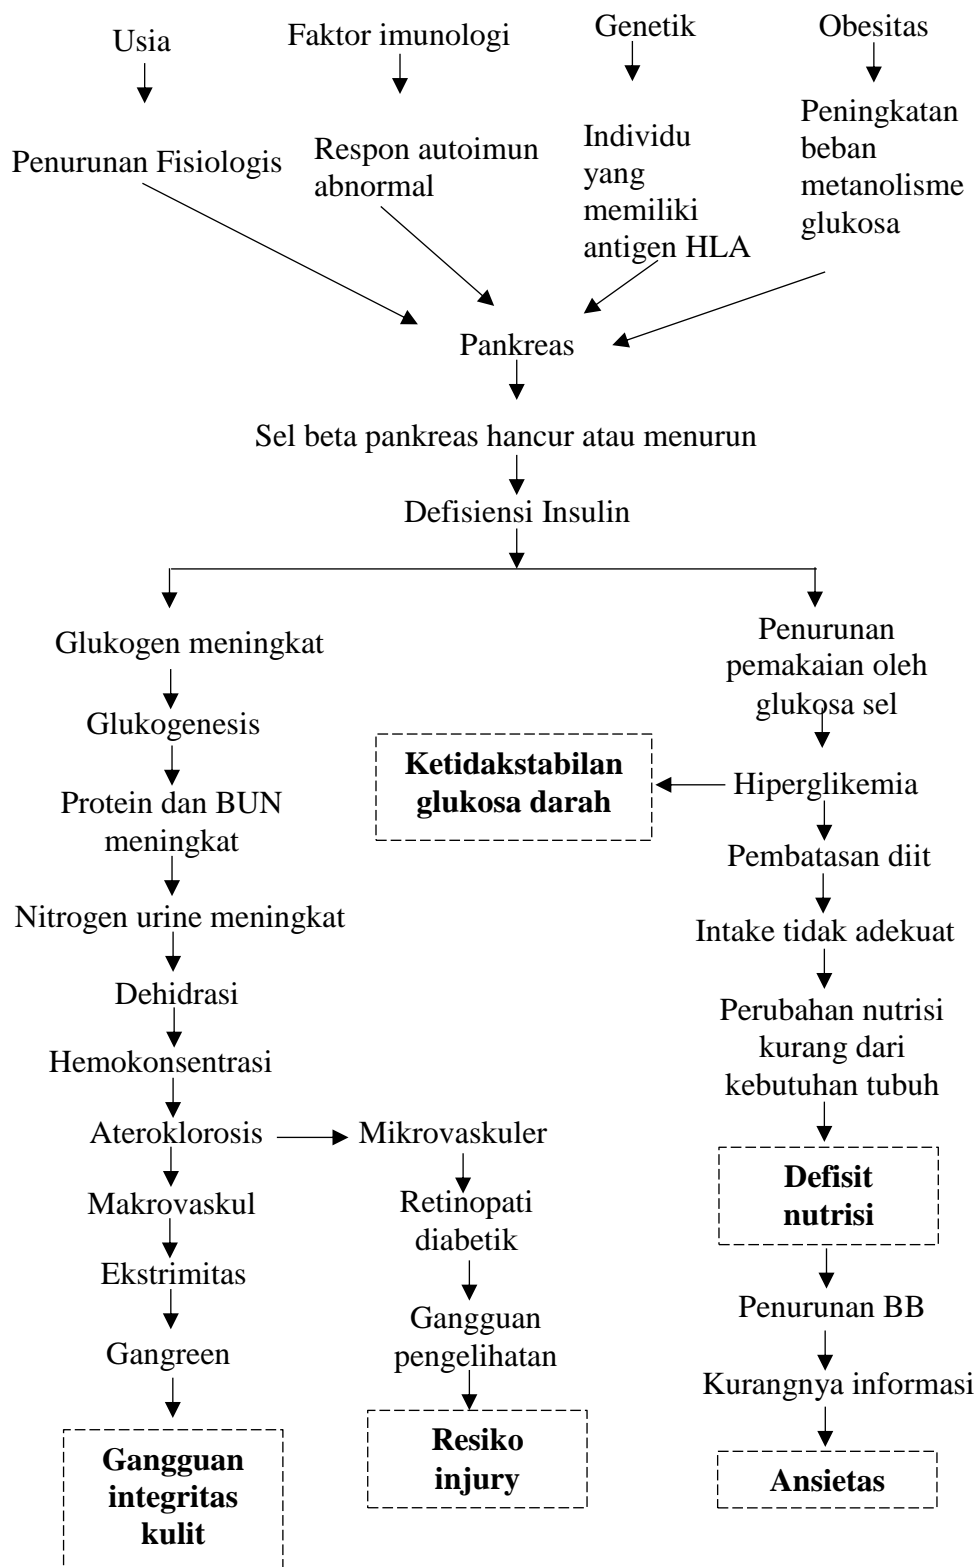 Usia
Faktor imunologi
Genetik
Obesitas
Penurunan Fisiologis
Respon autoimun
abnormal
Individu
yang
memiliki
antigen HLA
Peningkatan
beban
metanolisme
glukosa
Pankreas
Sel beta pankreas hancur atau menurun
Defisiensi Insulin
Glukogen meningkat
Glukogenesis
Protein dan BUN
meningkat
Nitrogen urine meningkat
Dehidrasi
Hemokonsentrasi
Ateroklorosis
Makrovaskul
Ekstrimitas
Gangreen
Gangguan
integritas
kulit
Mikrovaskuler
Retinopati
diabetik
Gangguan
pengelihatan
Resiko
injury
Penurunan
pemakaian oleh
glukosa sel
Hiperglikemia
Ketidakstabilan
glukosa darah
Pembatasan diit
Intake tidak adekuat
Perubahan nutrisi
kurang dari
kebutuhan tubuh
Defisit
nutrisi
Penurunan BB
Kurangnya informasi
Ansietas